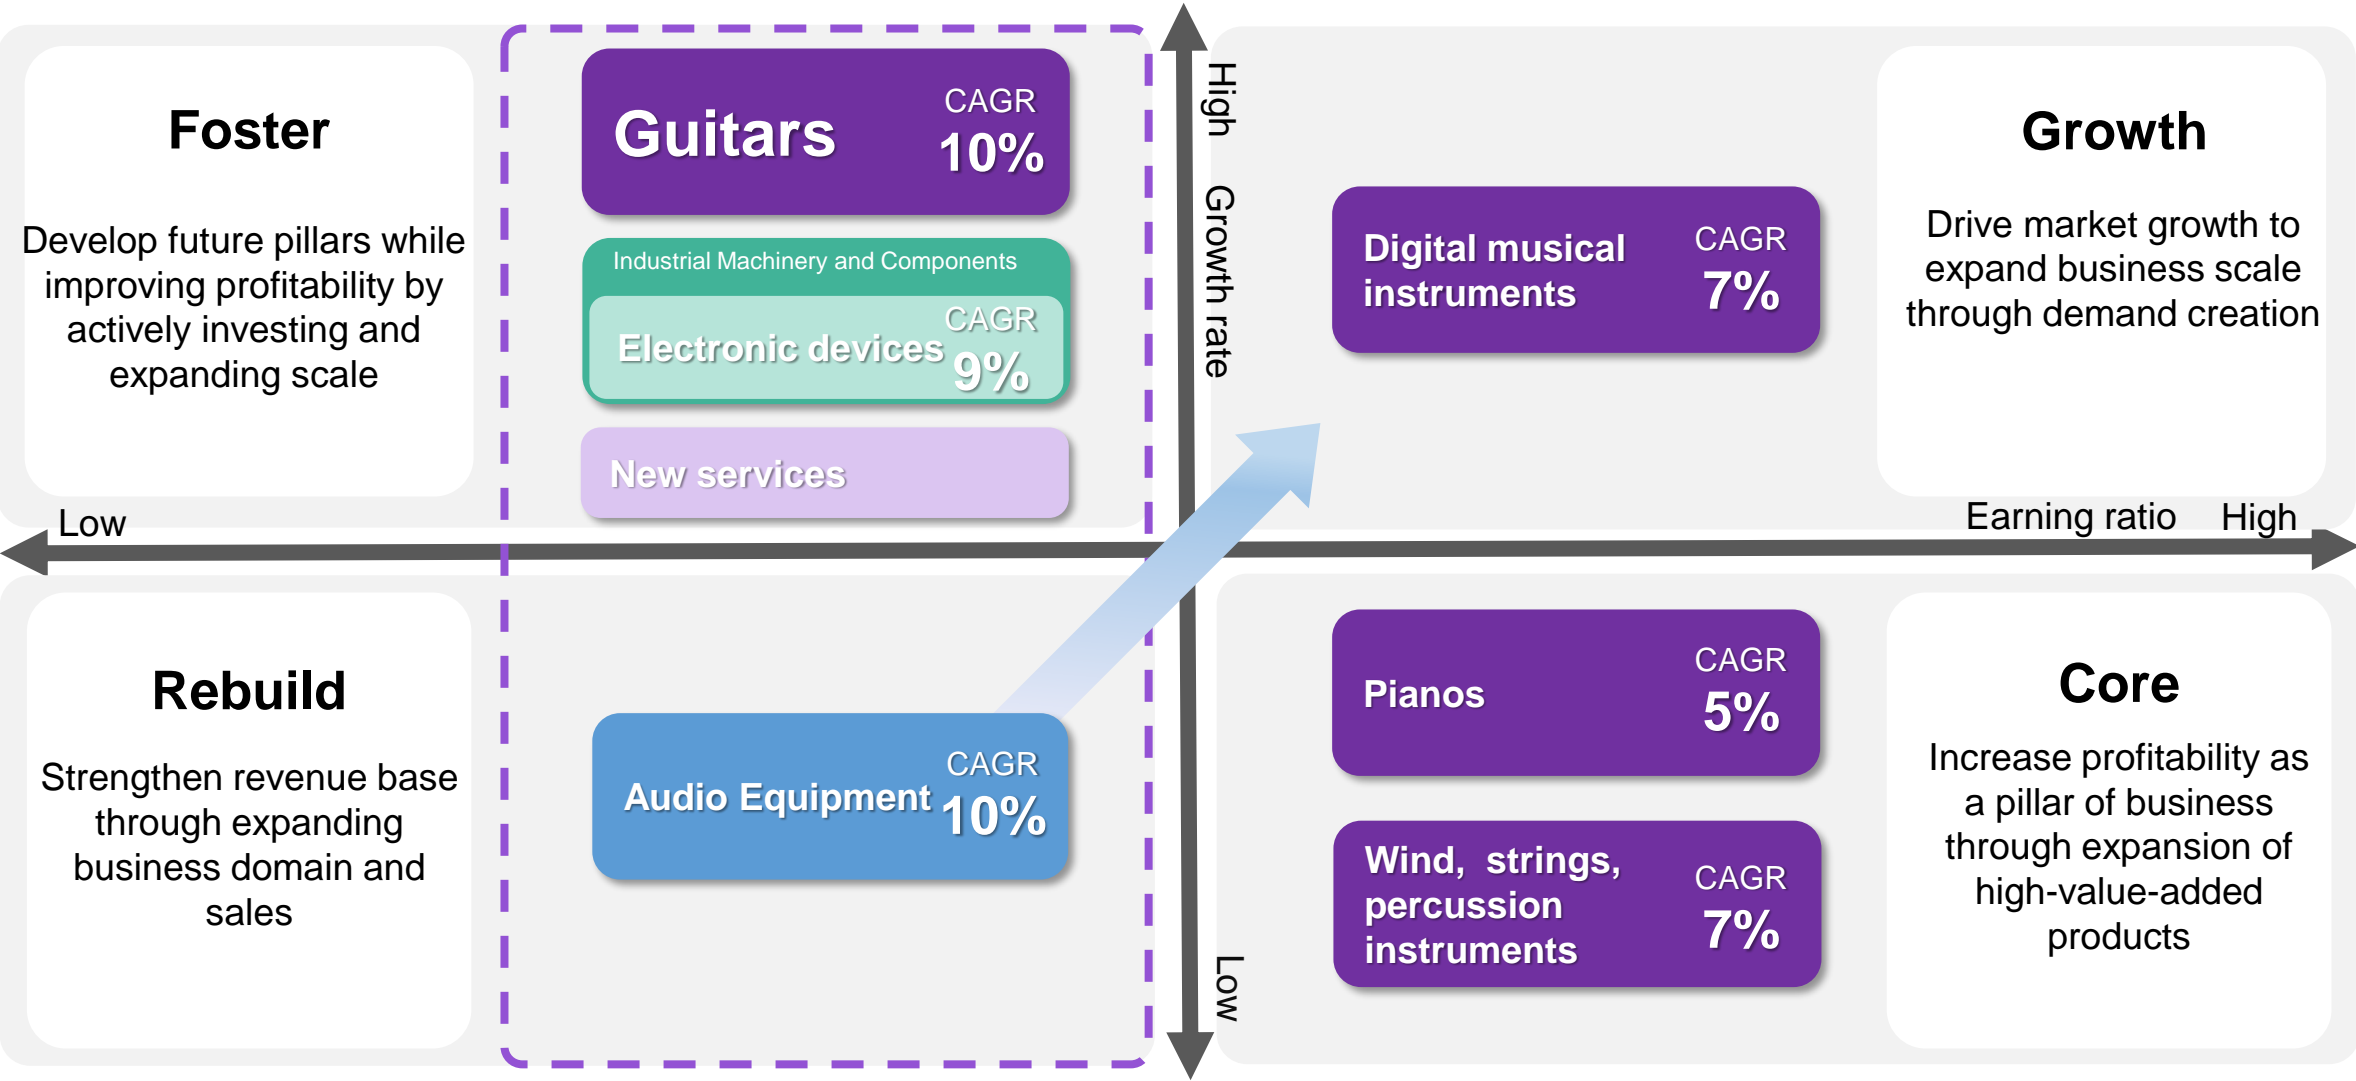 Foster
Develop future pillars while
improving profitability by
actively investing and
expanding scale
Guitars
CAGR
10%
Industrial Machinery and Components
Electronic devices
CAGR
9%
New services
High
Growth rate
Low
Digital musical
instruments
CAGR
7%
Growth
Drive market growth to
expand business scale
through demand creation
Low
Earning ratio
High
Rebuild
Strengthen revenue base
through expanding
business domain and
sales
Audio Equipment
CAGR
10%
Pianos
CAGR
5%
Wind, strings,
percussion
instruments
CAGR
7%
Core
Increase profitability as
a pillar of business
through expansion of
high-value-added
products